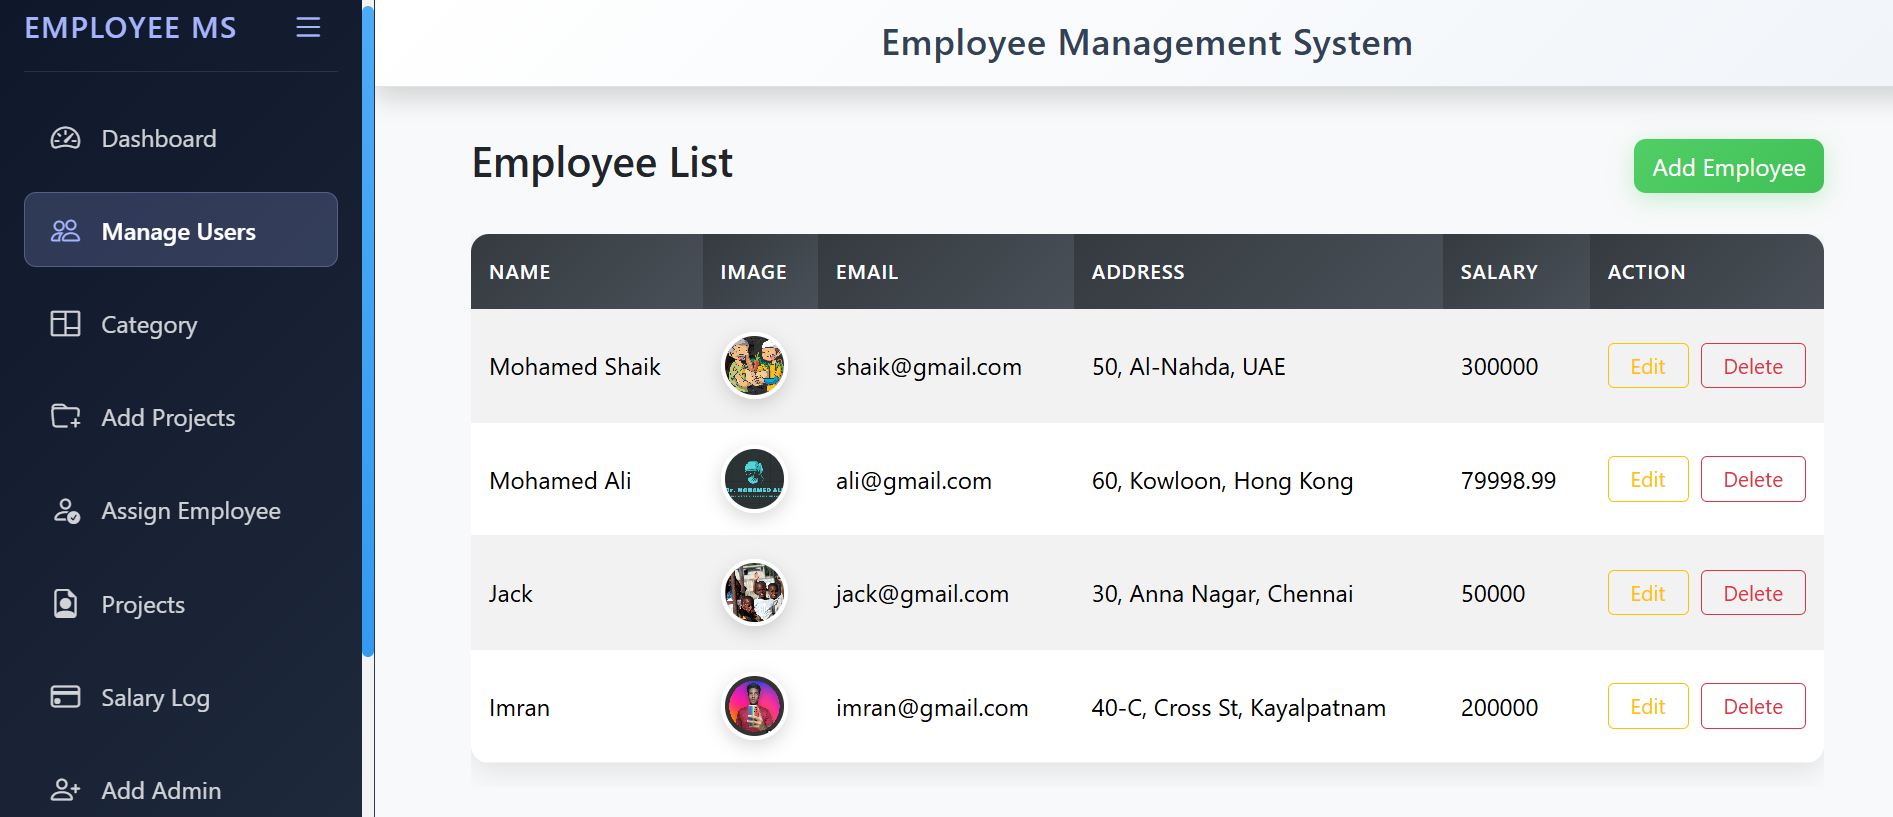 EMPLOYEE MS
Dashboard
Manage Users
Category
Add Projects
Assign Employee
Projects
Salary Log
Add Admin
Employee Management System
Employee List
Add Employee
NAME IMAGE EMAIL ADDRESS SALARY ACTION
Mohamed Shaik shaik@gmail.com 50, Al-Nahda, UAE 300000 Edit Delete
Mohamed Ali Dr. MOHAMED ALI ali@gmail.com 60, Kowloon, Hong Kong 79998.99 Edit Delete
Jack jack@gmail.com 30, Anna Nagar, Chennai 50000 Edit Delete
Imran imran@gmail.com 40-C, Cross St, Kayalpatnam 200000 Edit Delete